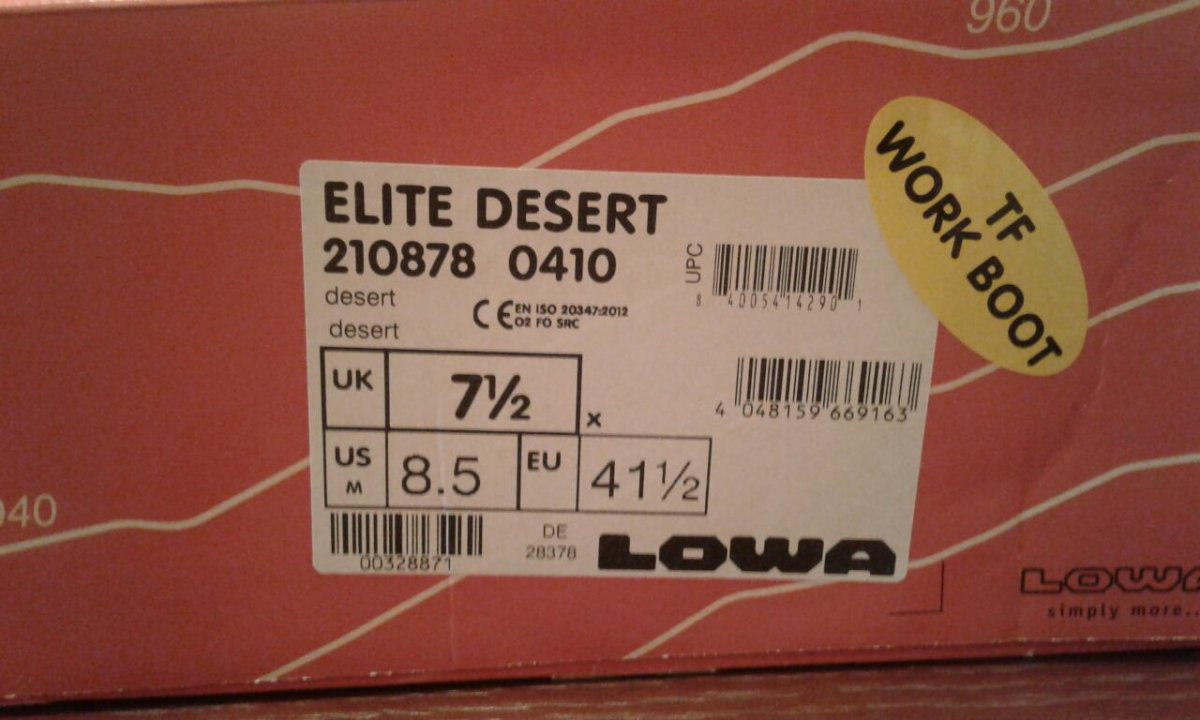 960
TF
WORK BOOT
ELITE DESERT
210878 0410
desert
desert
CE EN ISO 20347:2012
O2 FO SRC
UPC
8 40054 14290 1
4 048159 669163
UK 7½ x
US M 8.5 EU 41½
00328871
DE
28378
LOWA
040
LOWA
simply more..